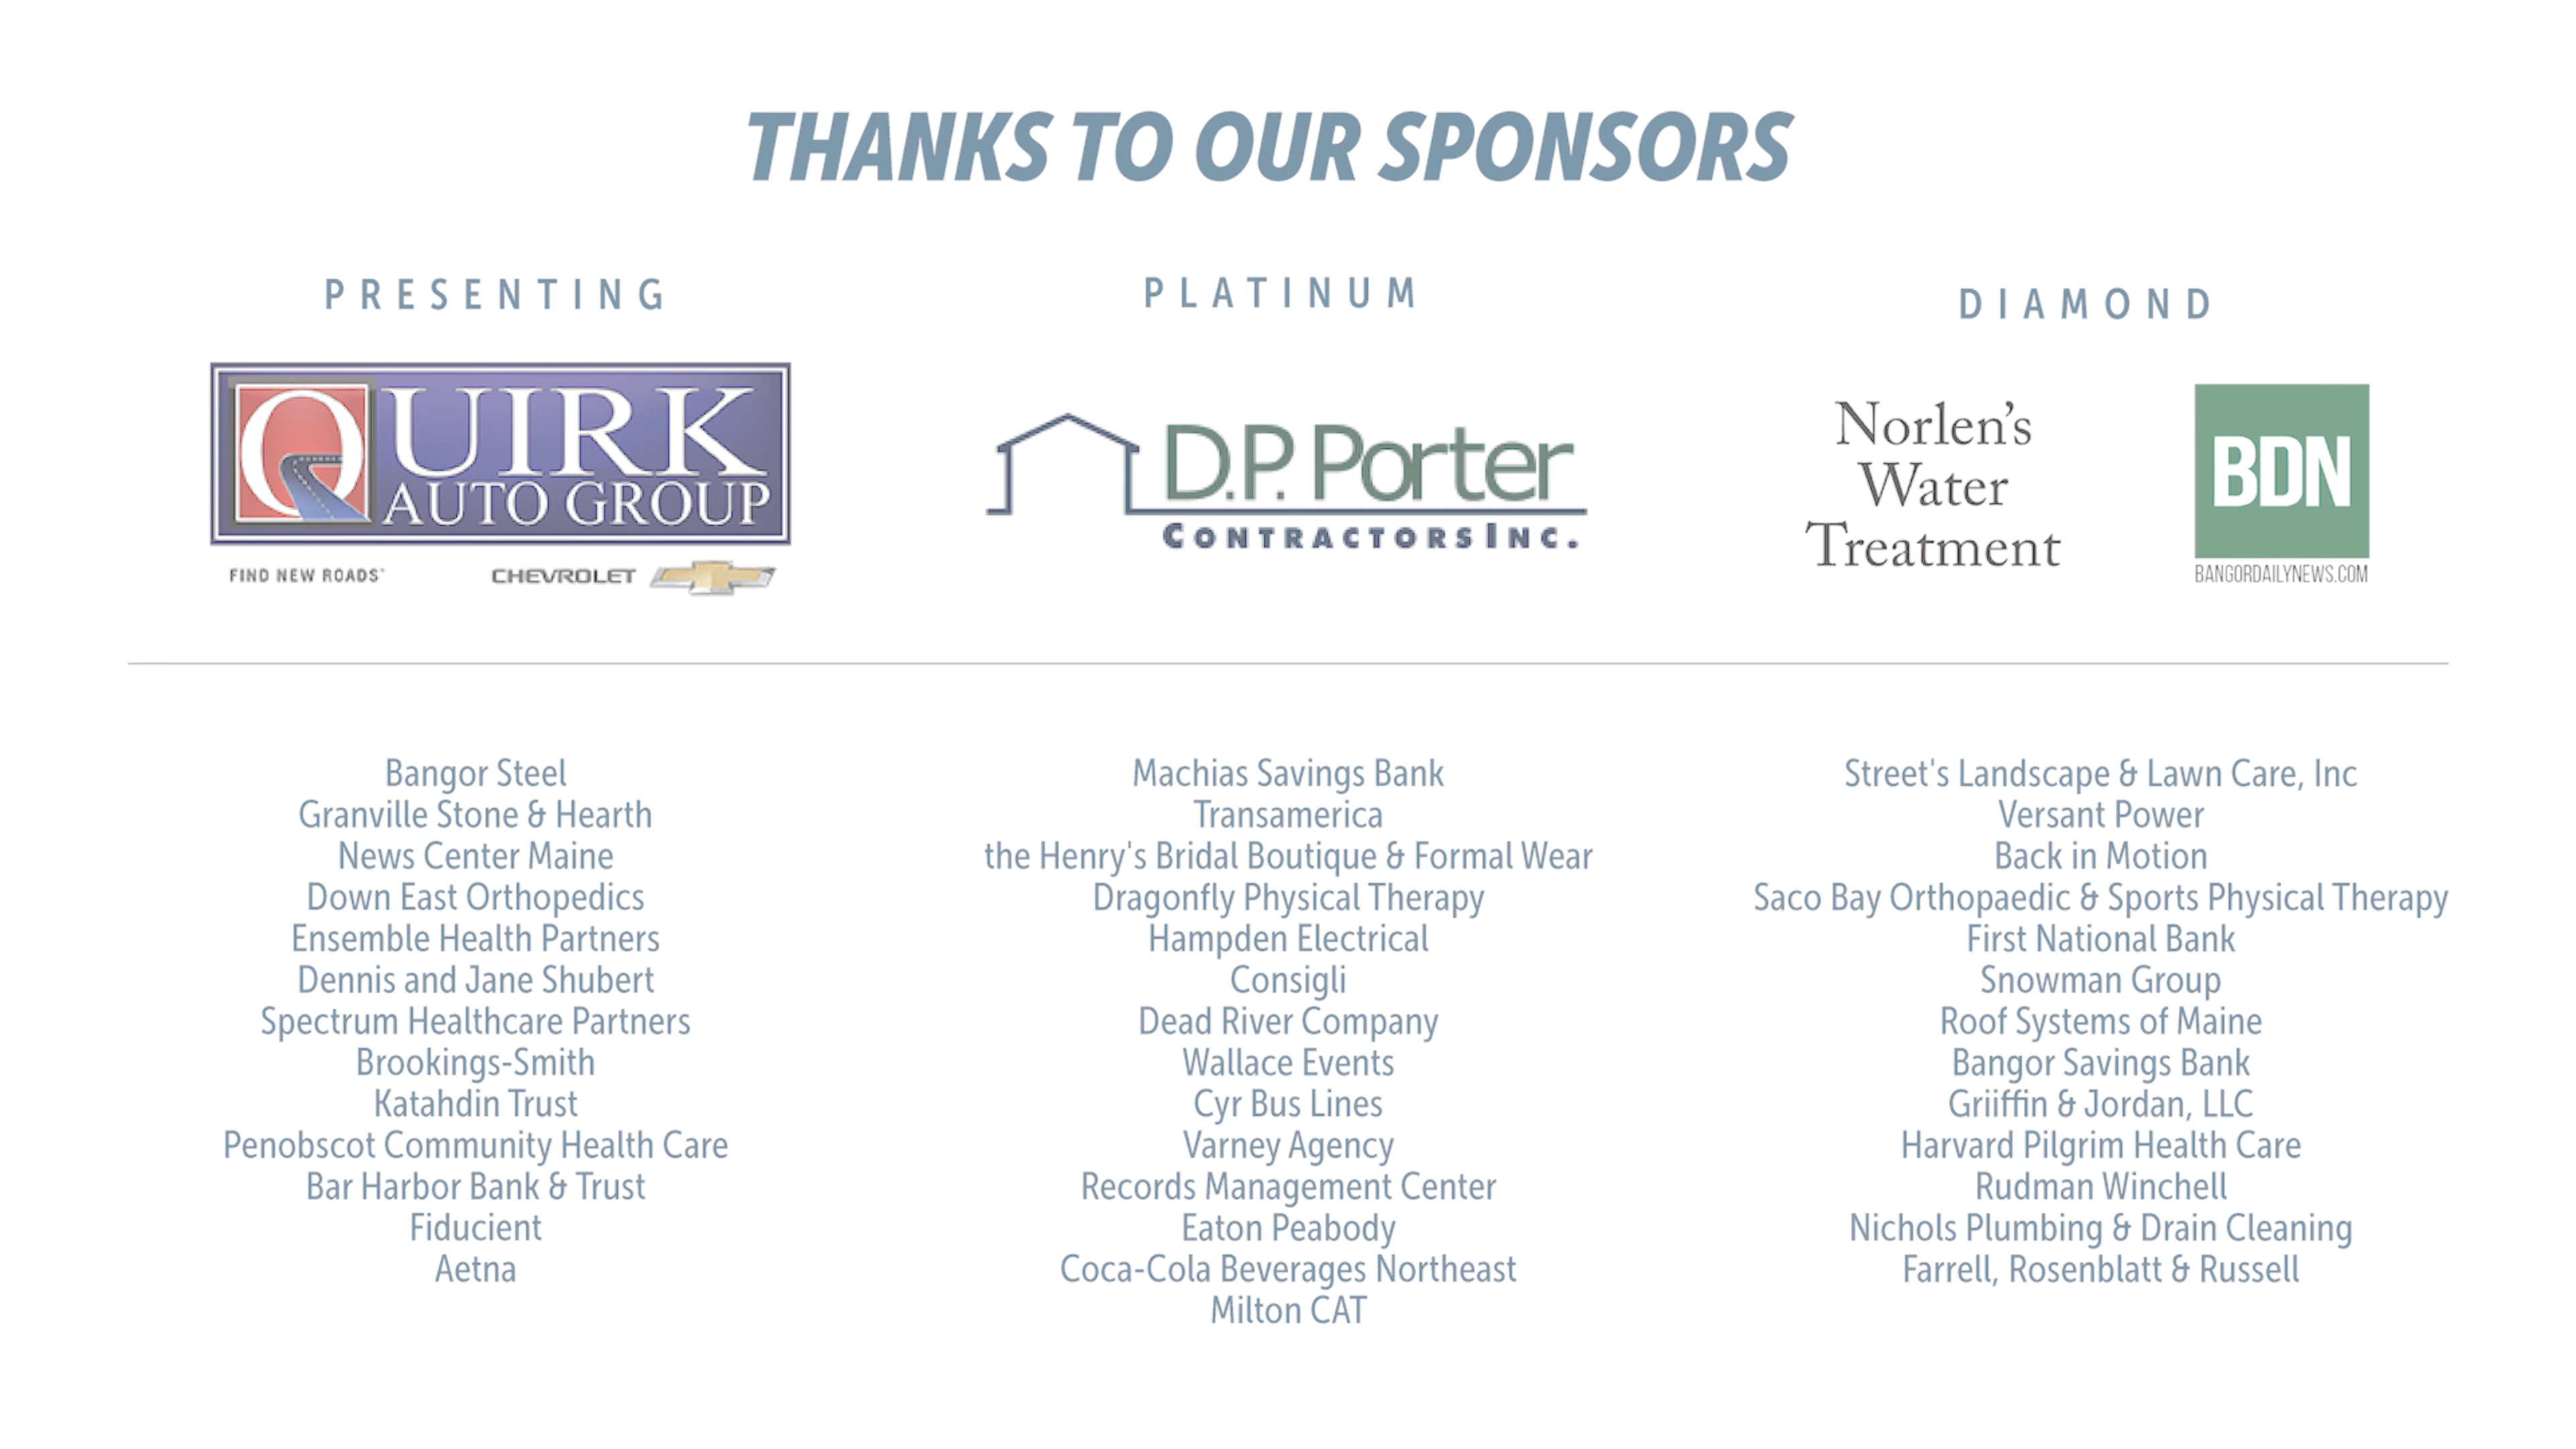 THANKS TO OUR SPONSORS
PRESENTING
QUIRK
AUTO GROUP
FIND NEW ROADS™
CHEVROLET
PLATINUM
D.P. Porter
CONTRACTORS INC.
DIAMOND
Norlen's
Water
Treatment
BDN
BANGORDAILYNEWS.COM
Bangor Steel
Granville Stone & Hearth
News Center Maine
Down East Orthopedics
Ensemble Health Partners
Dennis and Jane Shubert
Spectrum Healthcare Partners
Brookings-Smith
Katahdin Trust
Penobscot Community Health Care
Bar Harbor Bank & Trust
Fiducient
Aetna
Machias Savings Bank
Transamerica
the Henry's Bridal Boutique & Formal Wear
Dragonfly Physical Therapy
Hampden Electrical
Consigli
Dead River Company
Wallace Events
Cyr Bus Lines
Varney Agency
Records Management Center
Eaton Peabody
Coca-Cola Beverages Northeast
Milton CAT
Street's Landscape & Lawn Care, Inc
Versant Power
Back in Motion
Saco Bay Orthopaedic & Sports Physical Therapy
First National Bank
Snowman Group
Roof Systems of Maine
Bangor Savings Bank
Griiffin & Jordan, LLC
Harvard Pilgrim Health Care
Rudman Winchell
Nichols Plumbing & Drain Cleaning
Farrell, Rosenblatt & Russell